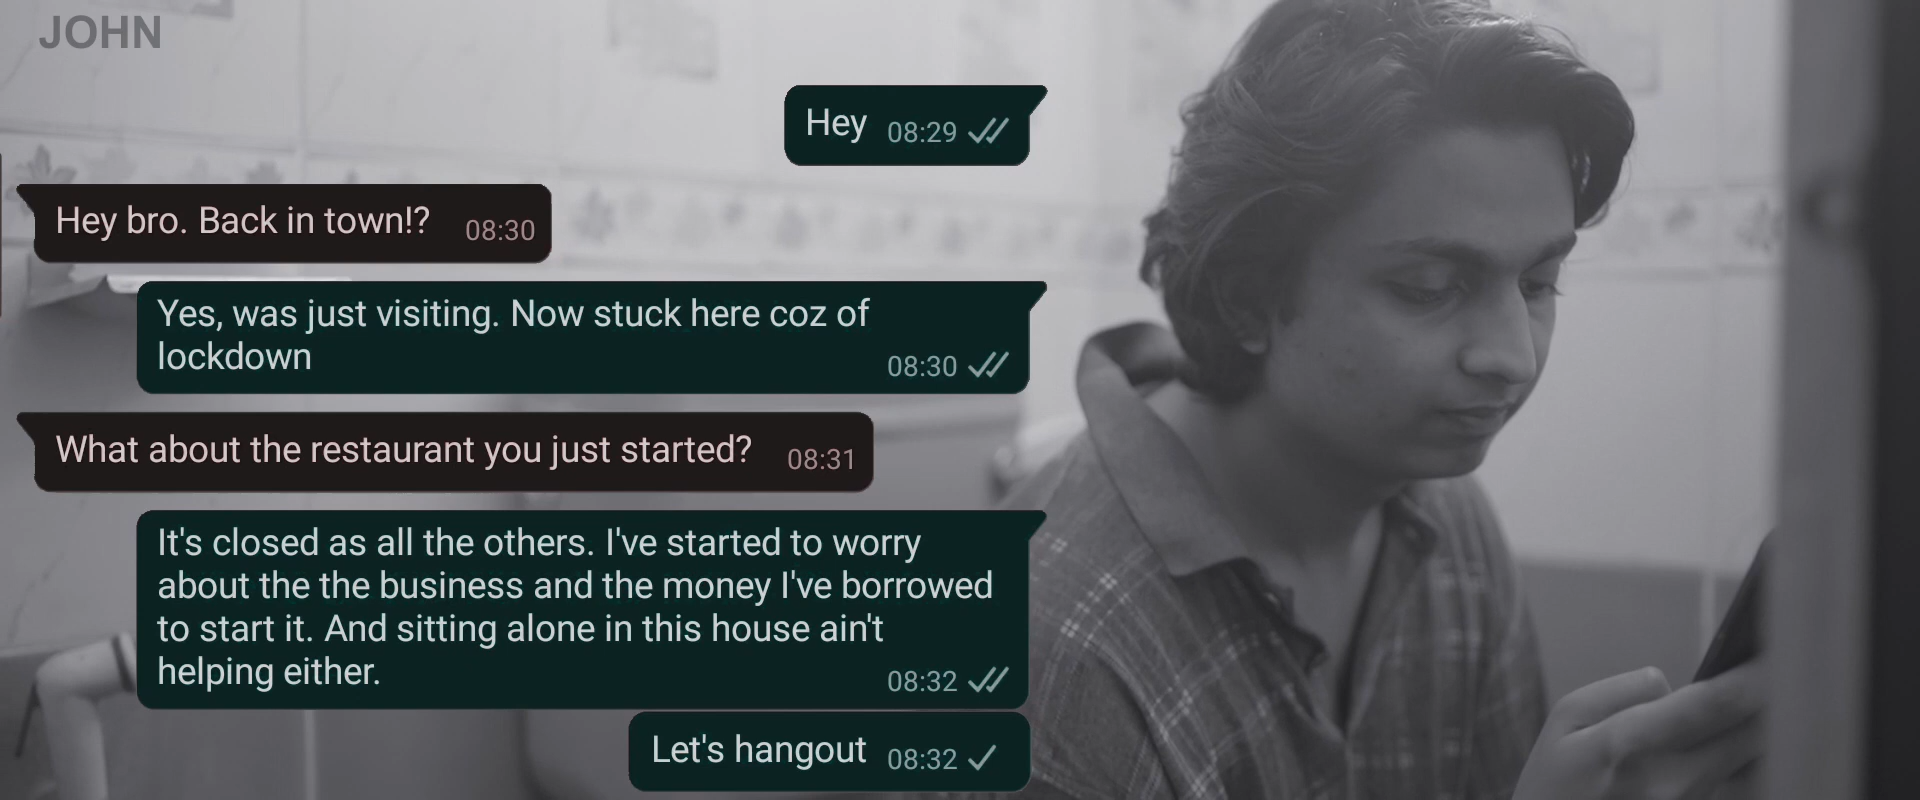 JOHN
Hey 08:29
Hey bro. Back in town!? 08:30
Yes, was just visiting. Now stuck here coz of
lockdown 08:30
What about the restaurant you just started? 08:31
It's closed as all the others. I've started to worry
about the the business and the money I've borrowed
to start it. And sitting alone in this house ain't
helping either. 08:32
Let's hangout 08:32